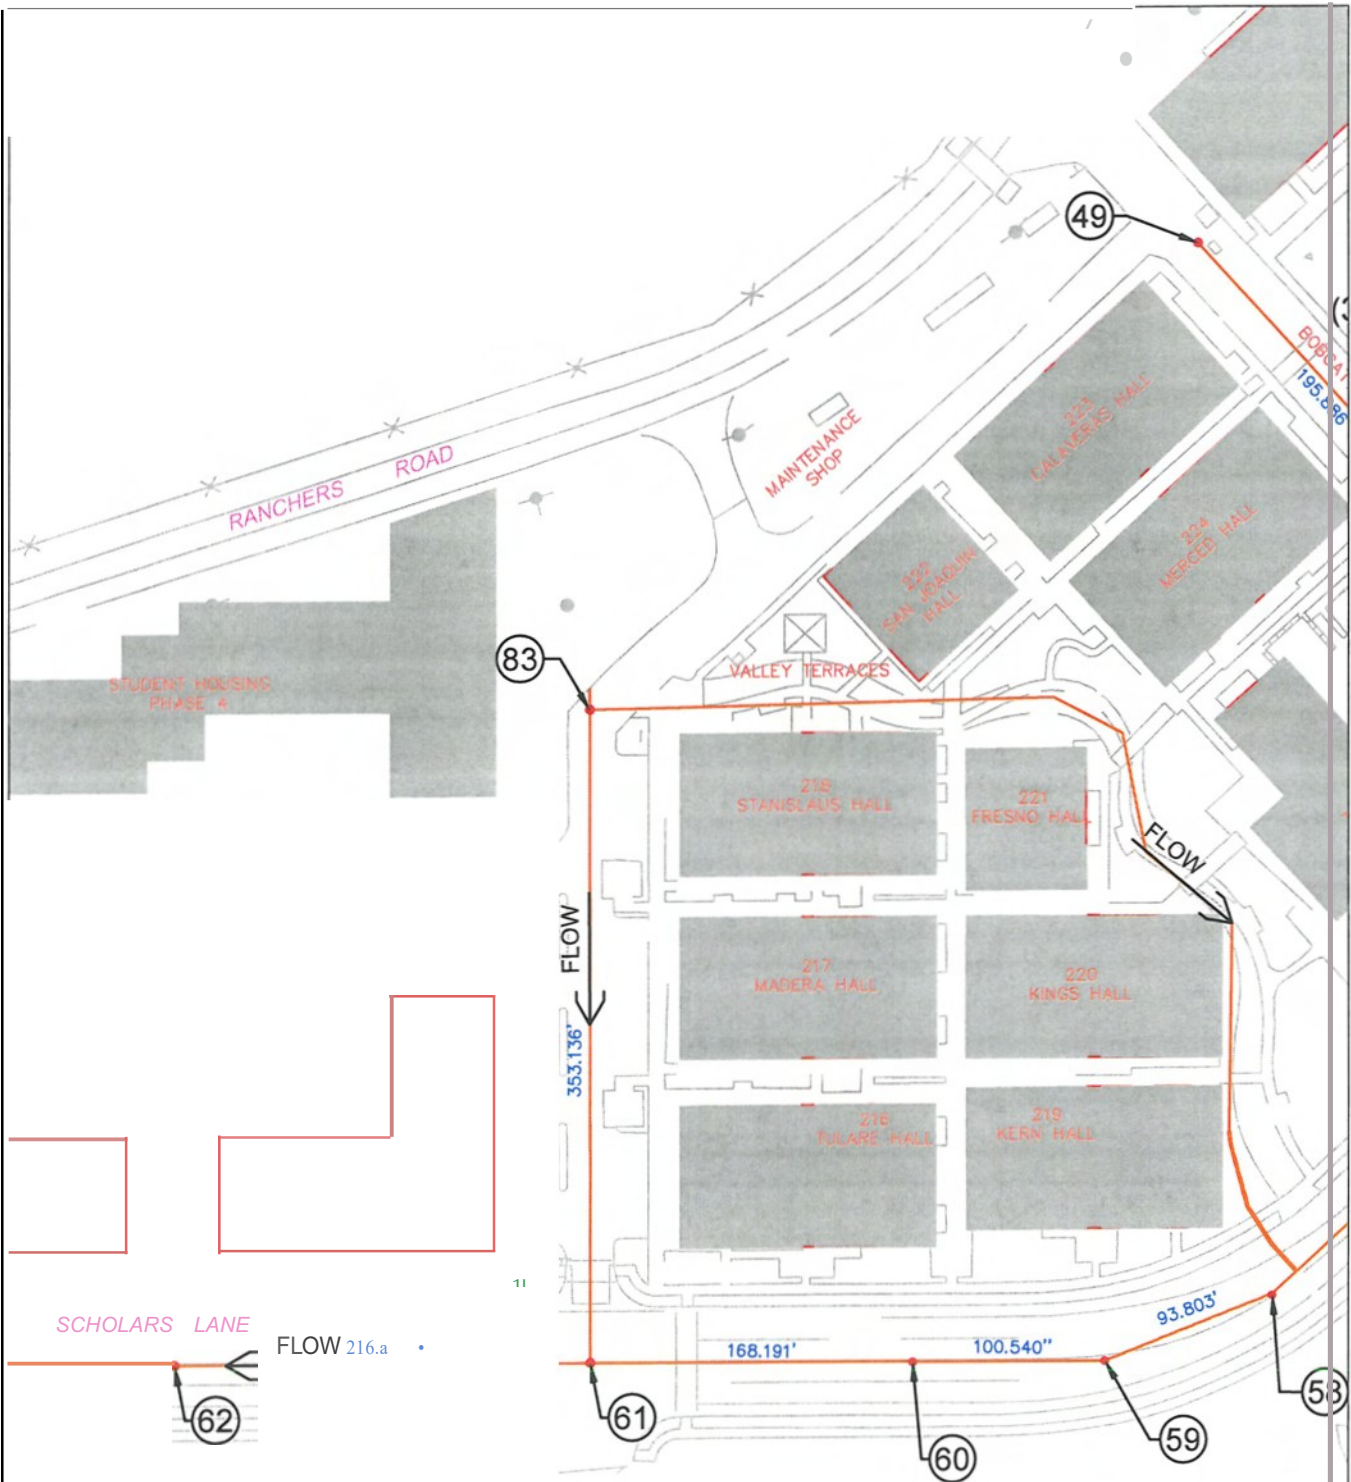 49
BOBCAT
195.886
223
CALAVERAS HALL
MAINTENANCE
SHOP
RANCHERS ROAD
224
MERCED HALL
222
SAN JOAQUIN
HALL
83
VALLEY TERRACES
STUDENT HOUSING
PHASE 4
218
STANISLAUS HALL
221
FRESNO HALL
FLOW
FLOW
217
MADERA HALL
220
KINGS HALL
353.136'
216
TULARE HALL
219
KERN HALL
11
SCHOLARS LANE
FLOW 216.a
93.803'
168.191'
100.540"
58
62
61
60
59